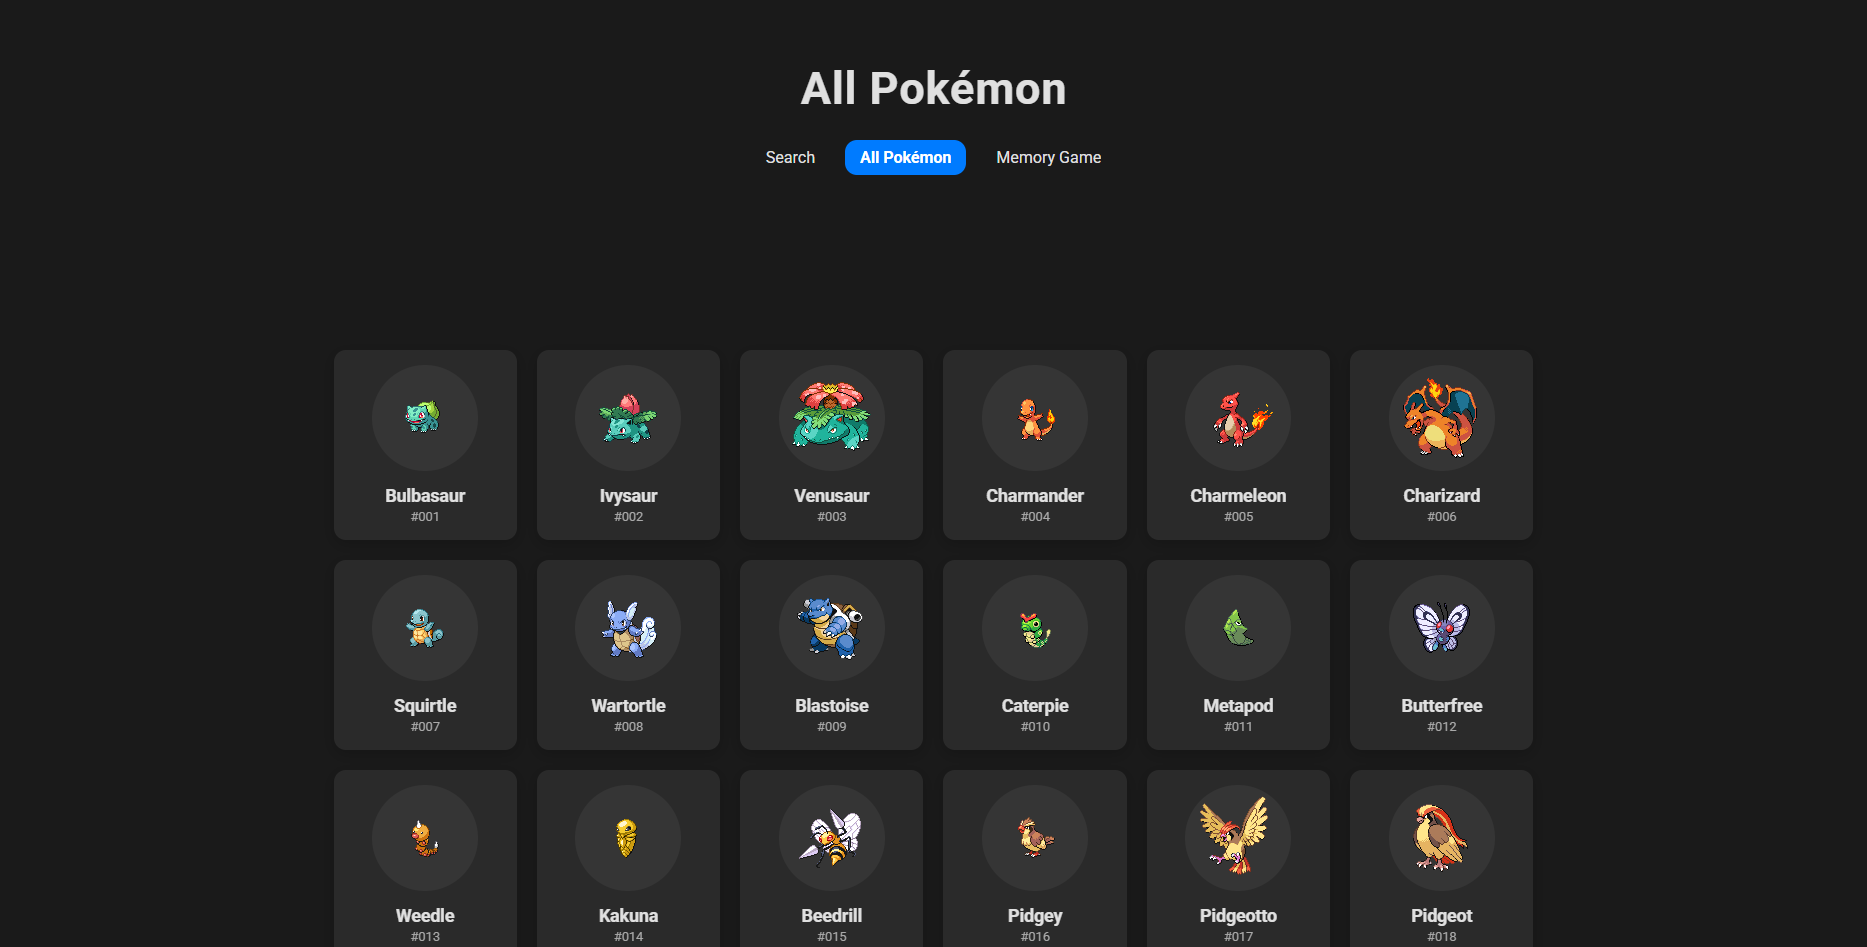 All Pokémon
Search All Pokémon Memory Game
Bulbasaur Ivysaur Venusaur Charmander Charmeleon Charizard
#001 #002 #003 #004 #005 #006
Squirtle Wartortle Blastoise Caterpie Metapod Butterfree
#007 #008 #009 #010 #011 #012
Weedle Kakuna Beedrill Pidgey Pidgeotto Pidgeot
#013 #014 #015 #016 #017 #018